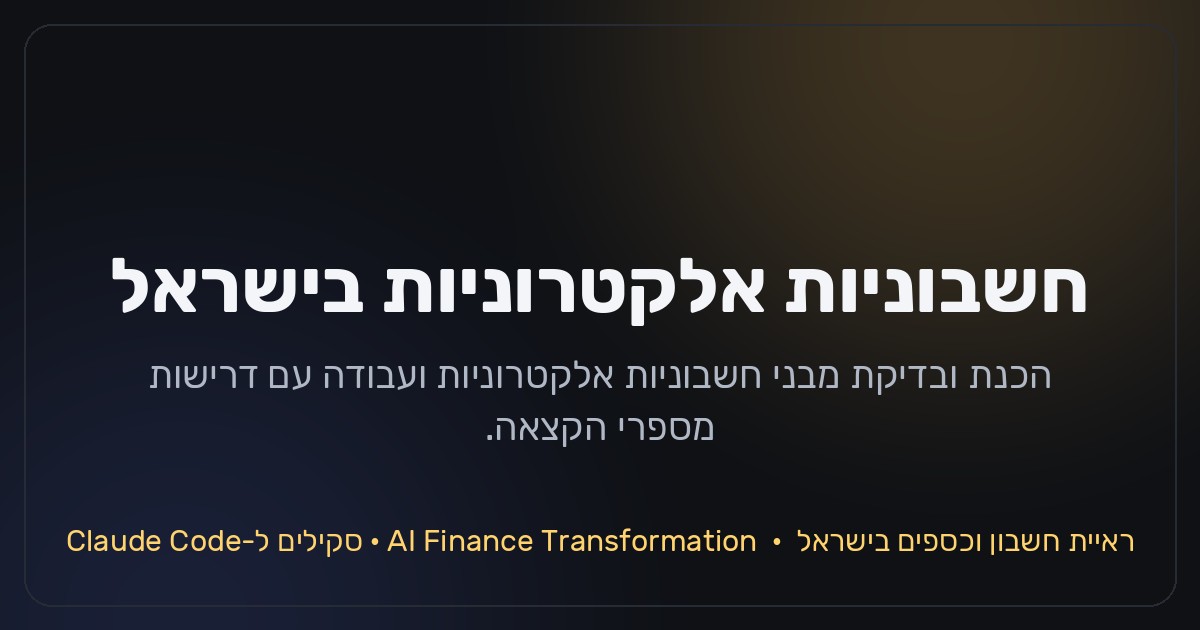 חשבוניות אלקטרוניות בישראל
הכנת ובדיקת מבני חשבוניות אלקטרוניות ועבודה עם דרישות
מספרי הקצאה.
ראיית חשבון וכספים בישראל • AI Finance Transformation • סקילים ל-Claude Code